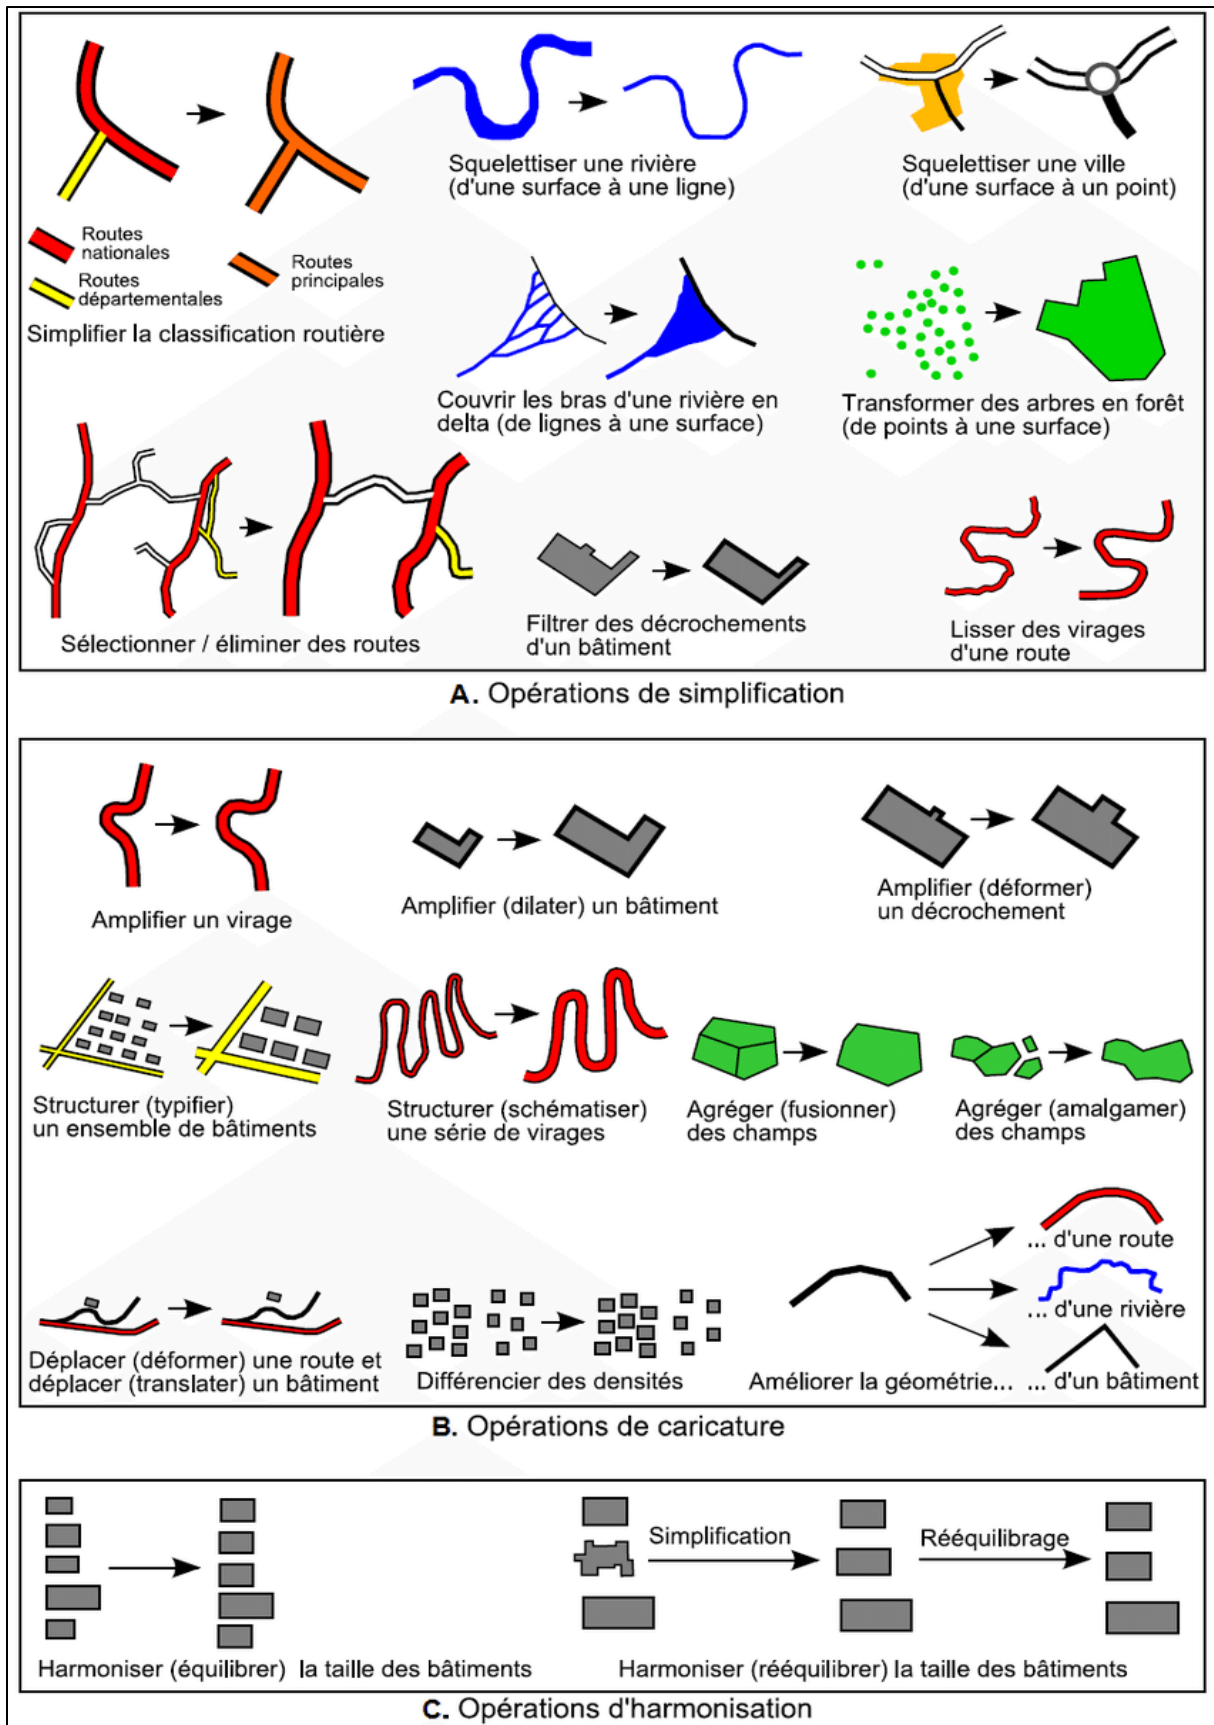 Routes
nationales
Routes
départementales
Routes
principales
Simplifier la classification routière
Squelettiser une rivière
(d'une surface à une ligne)
Squelettiser une ville
(d'une surface à un point)
Couvrir les bras d'une rivière en
delta (de lignes à une surface)
Transformer des arbres en forêt
(de points à une surface)
Sélectionner / éliminer des routes
Filtrer des décrochements
d'un bâtiment
Lisser des virages
d'une route
A. Opérations de simplification
Amplifier un virage
Amplifier (dilater) un bâtiment
Amplifier (déformer)
un décrochement
Structurer (typifier)
un ensemble de bâtiments
Structurer (schématiser)
une série de virages
Agréger (fusionner)
des champs
Agréger (amalgamer)
des champs
Déplacer (déformer) une route et
déplacer (translater) un bâtiment
Différencier des densités
Améliorer la géométrie...
... d'une route
... d'une rivière
... d'un bâtiment
B. Opérations de caricature
Harmoniser (équilibrer) la taille des bâtiments
Simplification
Rééquilibrage
Harmoniser (rééquilibrer) la taille des bâtiments
C. Opérations d'harmonisation